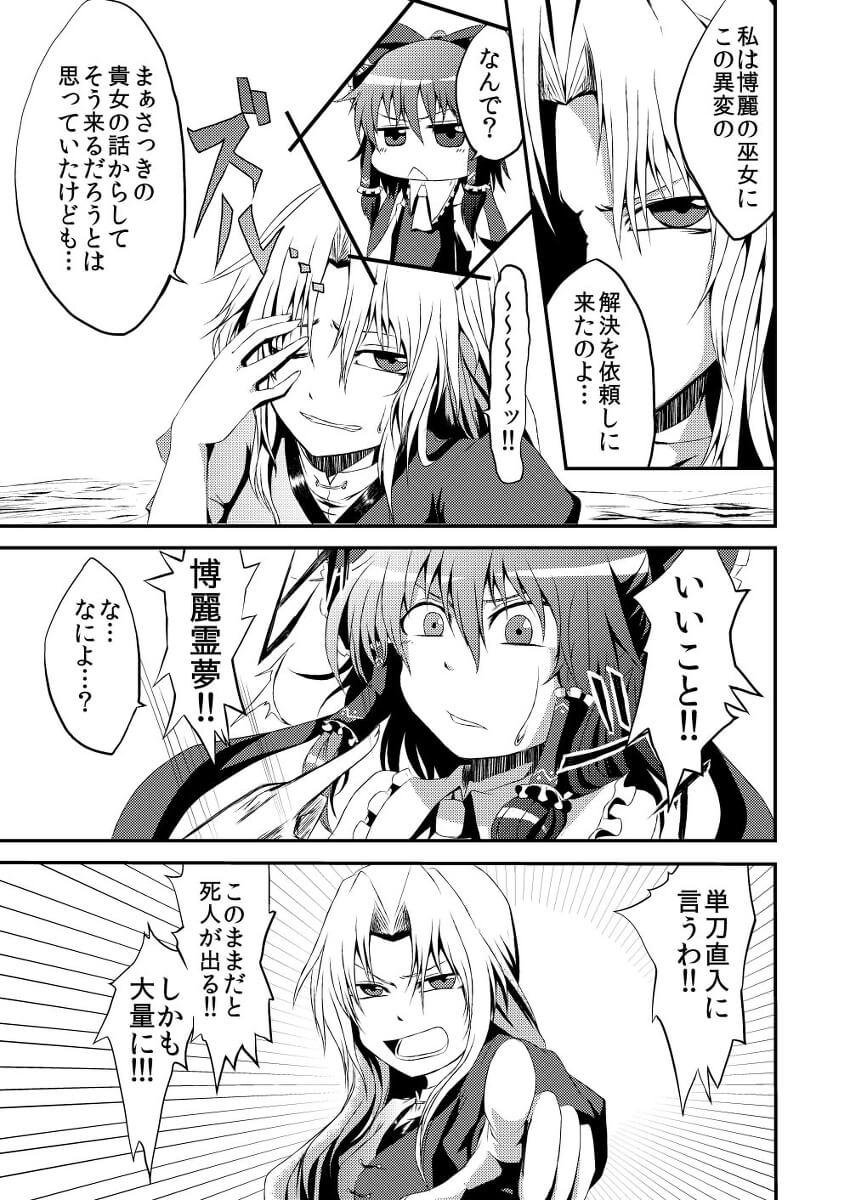 私は博麗の巫女に
この異変の
解決を依頼しに
来たのよ…
なんで？
～～～～～ッ!!
ズーン
まぁさっきの
貴女の話からして
そう来るだろうとは
思っていたけども…
いいこと!!
博麗霊夢!!
な…
なによ…？
単刀直入に
言うわ!!
このままだと
死人が出る!!
しかも
大量に!!!